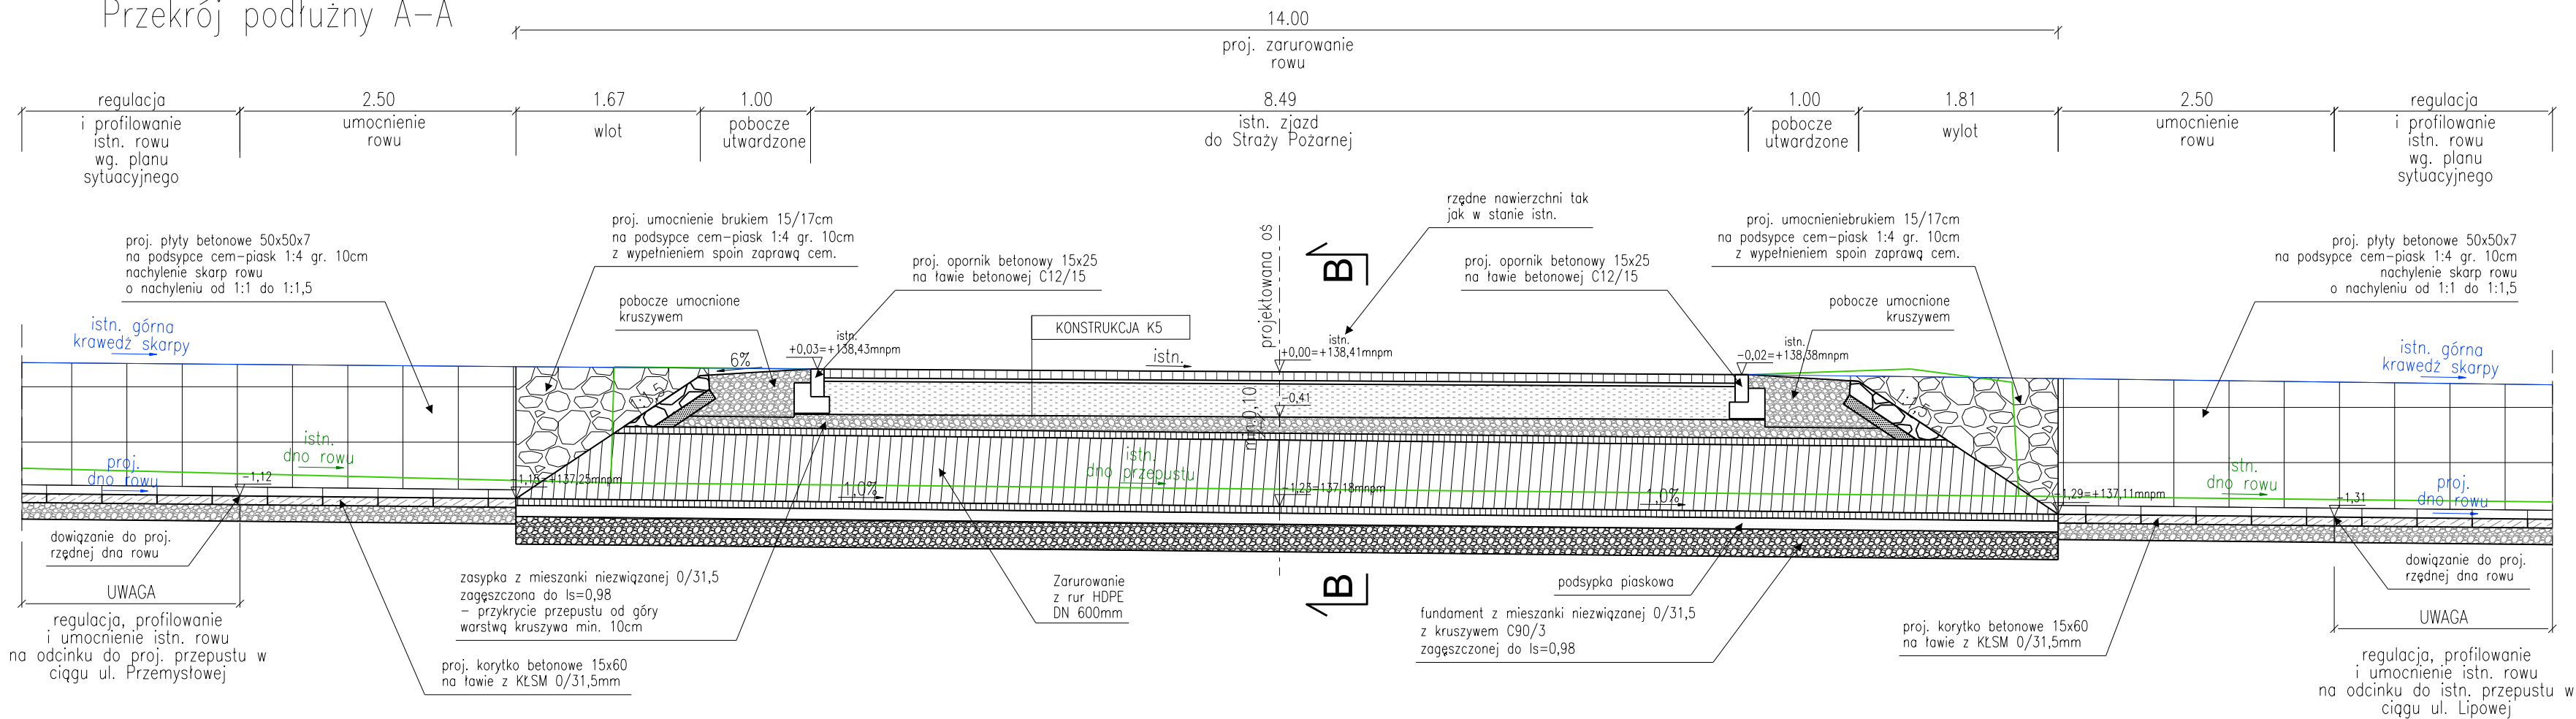 Przekrój podłużny A-A
14.00
proj. zarurowanie
rowu
regulacja
i profilowanie
istn. rowu
wg. planu
sytuacyjnego
2.50
umocnienie
rowu
1.67
wlot
1.00
pobocze
utwardzone
8.49
istn. zjazd
do Straży Pożarnej
1.00
pobocze
utwardzone
1.81
wylot
2.50
umocnienie
rowu
regulacja
i profilowanie
istn. rowu
wg. planu
sytuacyjnego
proj. płyty betonowe 50x50x7
na podsypce cem-piask 1:4 gr. 10cm
nachylenie skarp rowu
o nachyleniu od 1:1 do 1:1,5
proj. umocnienie brukiem 15/17cm
na podsypce cem-piask 1:4 gr. 10cm
z wypełnieniem spoin zaprawą cem.
pobocze umocnione
kruszywem
proj. opornik betonowy 15x25
na ławie betonowej C12/15
KONSTRUKCJA K5
projektowana oś
B
rzędne nawierzchni tak
jak w stanie istn.
proj. opornik betonowy 15x25
na ławie betonowej C12/15
proj. umocnieniebrukiem 15/17cm
na podsypce cem-piask 1:4 gr. 10cm
z wypełnieniem spoin zaprawą cem.
pobocze umocnione
kruszywem
proj. płyty betonowe 50x50x7
na podsypce cem-piask 1:4 gr. 10cm
nachylenie skarp rowu
o nachyleniu od 1:1 do 1:1,5
istn. górna
krawedź skarpy
6%
istn.
+0,03=+138,43mnpm
istn.
istn.
+0,00=+138,41mnpm
istn.
-0,02=+138,38mnpm
istn. górna
krawedź skarpy
1:1,5
min.0,10
-0,41
1:1,5
istn.
dno rowu
proj.
dno rowu
-1,12
-1,15=+137,25mnpm
1,0%
istn.
dno przepustu
-1,23=137,18mnpm
1,0%
-1,29=+137,11mnpm
istn.
dno rowu
-1,31
proj.
dno rowu
dowiązanie do proj.
rzędnej dna rowu
UWAGA
regulacja, profilowanie
i umocnienie istn. rowu
na odcinku do proj. przepustu w
ciągu ul. Przemysłowej
zasypka z mieszanki niezwiązanej 0/31,5
zagęszczona do Is=0,98
- przykrycie przepustu od góry
warstwą kruszywa min. 10cm
proj. korytko betonowe 15x60
na ławie z KŁSM 0/31,5mm
Zarurowanie
z rur HDPE
DN 600mm
B
podsypka piaskowa
fundament z mieszanki niezwiązanej 0/31,5
z kruszywem C90/3
zagęszczonej do Is=0,98
proj. korytko betonowe 15x60
na ławie z KŁSM 0/31,5mm
dowiązanie do proj.
rzędnej dna rowu
UWAGA
regulacja, profilowanie
i umocnienie istn. rowu
na odcinku do istn. przepustu w
ciągu ul. Lipowej